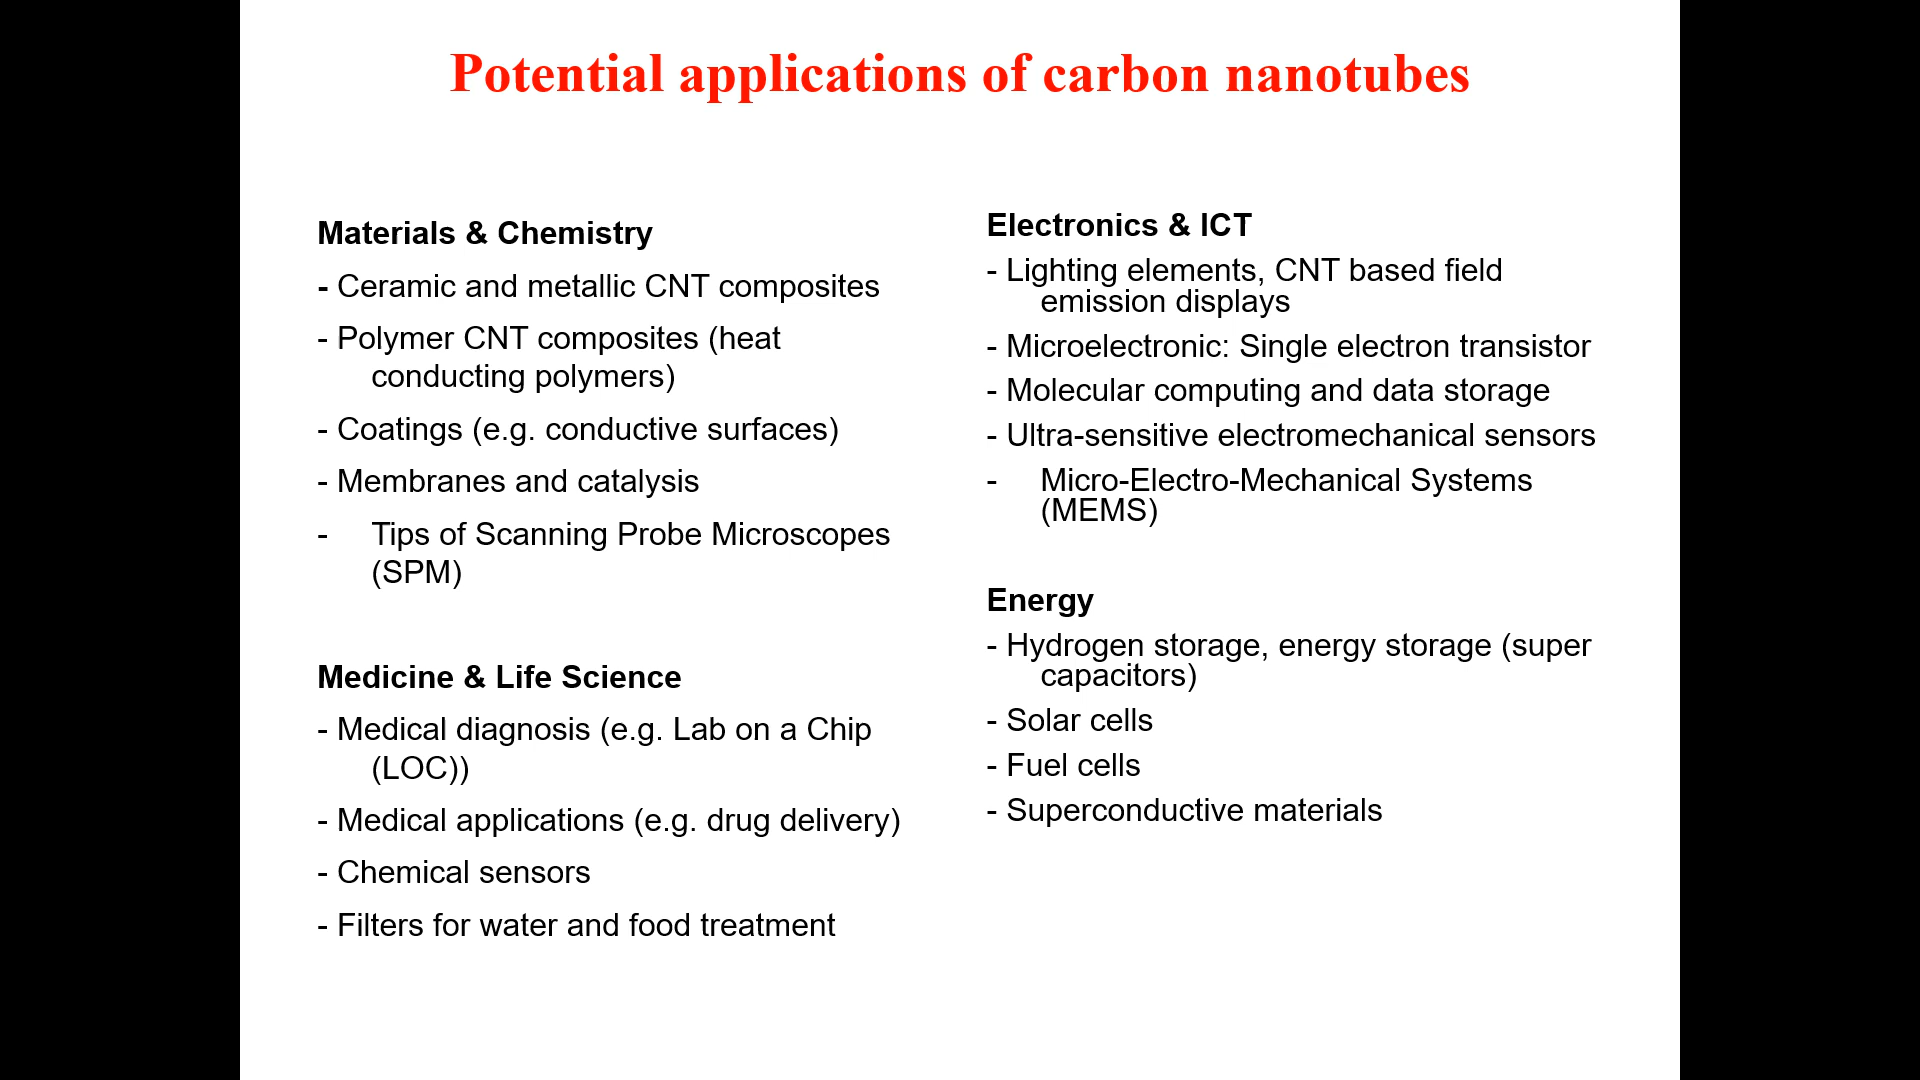 Potential applications of carbon nanotubes
Materials & Chemistry
- Ceramic and metallic CNT composites
- Polymer CNT composites (heat
conducting polymers)
- Coatings (e.g. conductive surfaces)
- Membranes and catalysis
- Tips of Scanning Probe Microscopes
(SPM)
Medicine & Life Science
- Medical diagnosis (e.g. Lab on a Chip
(LOC))
- Medical applications (e.g. drug delivery)
- Chemical sensors
- Filters for water and food treatment
Electronics & ICT
- Lighting elements, CNT based field
emission displays
- Microelectronic: Single electron transistor
- Molecular computing and data storage
- Ultra-sensitive electromechanical sensors
- Micro-Electro-Mechanical Systems
(MEMS)
Energy
- Hydrogen storage, energy storage (super
capacitors)
- Solar cells
- Fuel cells
- Superconductive materials